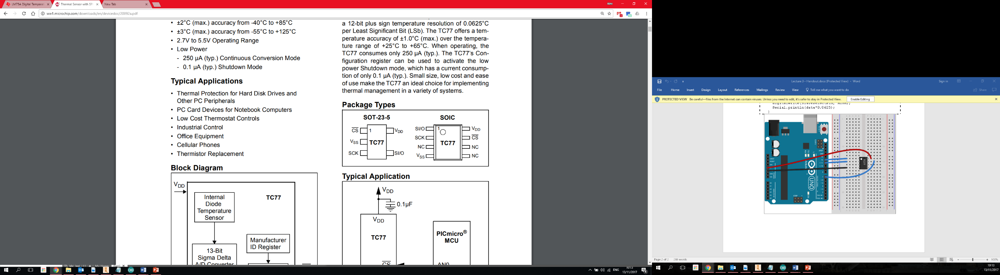 LM75A Digital Temperat
Thermal Sensor with SPI
New Tab
Alex
ww1.microchip.com/downloads/en/devicedoc/20092a.pdf
• ±2°C (max.) accuracy from -40°C to +85°C
• ±3°C (max.) accuracy from -55°C to +125°C
• 2.7V to 5.5V Operating Range
• Low Power
- 250 µA (typ.) Continuous Conversion Mode
- 0.1 µA (typ.) Shutdown Mode
Typical Applications
• Thermal Protection for Hard Disk Drives and
Other PC Peripherals
• PC Card Devices for Notebook Computers
• Low Cost Thermostat Controls
• Industrial Control
• Office Equipment
• Cellular Phones
• Thermistor Replacement
Block Diagram
VDD
TC77
Internal
Diode
Temperature
Sensor
Manufacturer
ID Register
13-Bit
Sigma Delta
A/D Converter
a 12-bit plus sign temperature resolution of 0.0625°C
per Least Significant Bit (LSb). The TC77 offers a tem-
perature accuracy of ±1.0°C (max.) over the tempera-
ture range of +25°C to +65°C. When operating, the
TC77 consumes only 250 µA (typ.). The TC77's Con-
figuration register can be used to activate the low
power Shutdown mode, which has a current consump-
tion of only 0.1 µA (typ.). Small size, low cost and ease
of use make the TC77 an ideal choice for implementing
thermal management in a variety of systems.
Package Types
SOT-23-5
CS
1
VDD
VSS
TC77
SCK
SI/O
SOIC
SI/O
1
VDD
SCK
CS
NC
TC77
NC
VSS
NC
Typical Application
VDD
0.1µF
VDD
TC77
CS
PICmicro®
MCU
AN0
ENG
10:13
13/11/2017
4
Lecture 3 - Handout.docx (Protected View) - Word
Sign in
File
Home
Insert
Design
Layout
References
Mailings
Review
View
Tell me what you want to do
Share
PROTECTED VIEW Be careful—files from the Internet can contain viruses. Unless you need to edit, it's safer to stay in Protected View.
Enable Editing
digitalWrite(slaveSelectPin, HIGH);
Serial.println(data*0.0625);
}
UNO
Arduino
TC77
Page 2 of 2
218 words
100%
10:13
13/11/2017